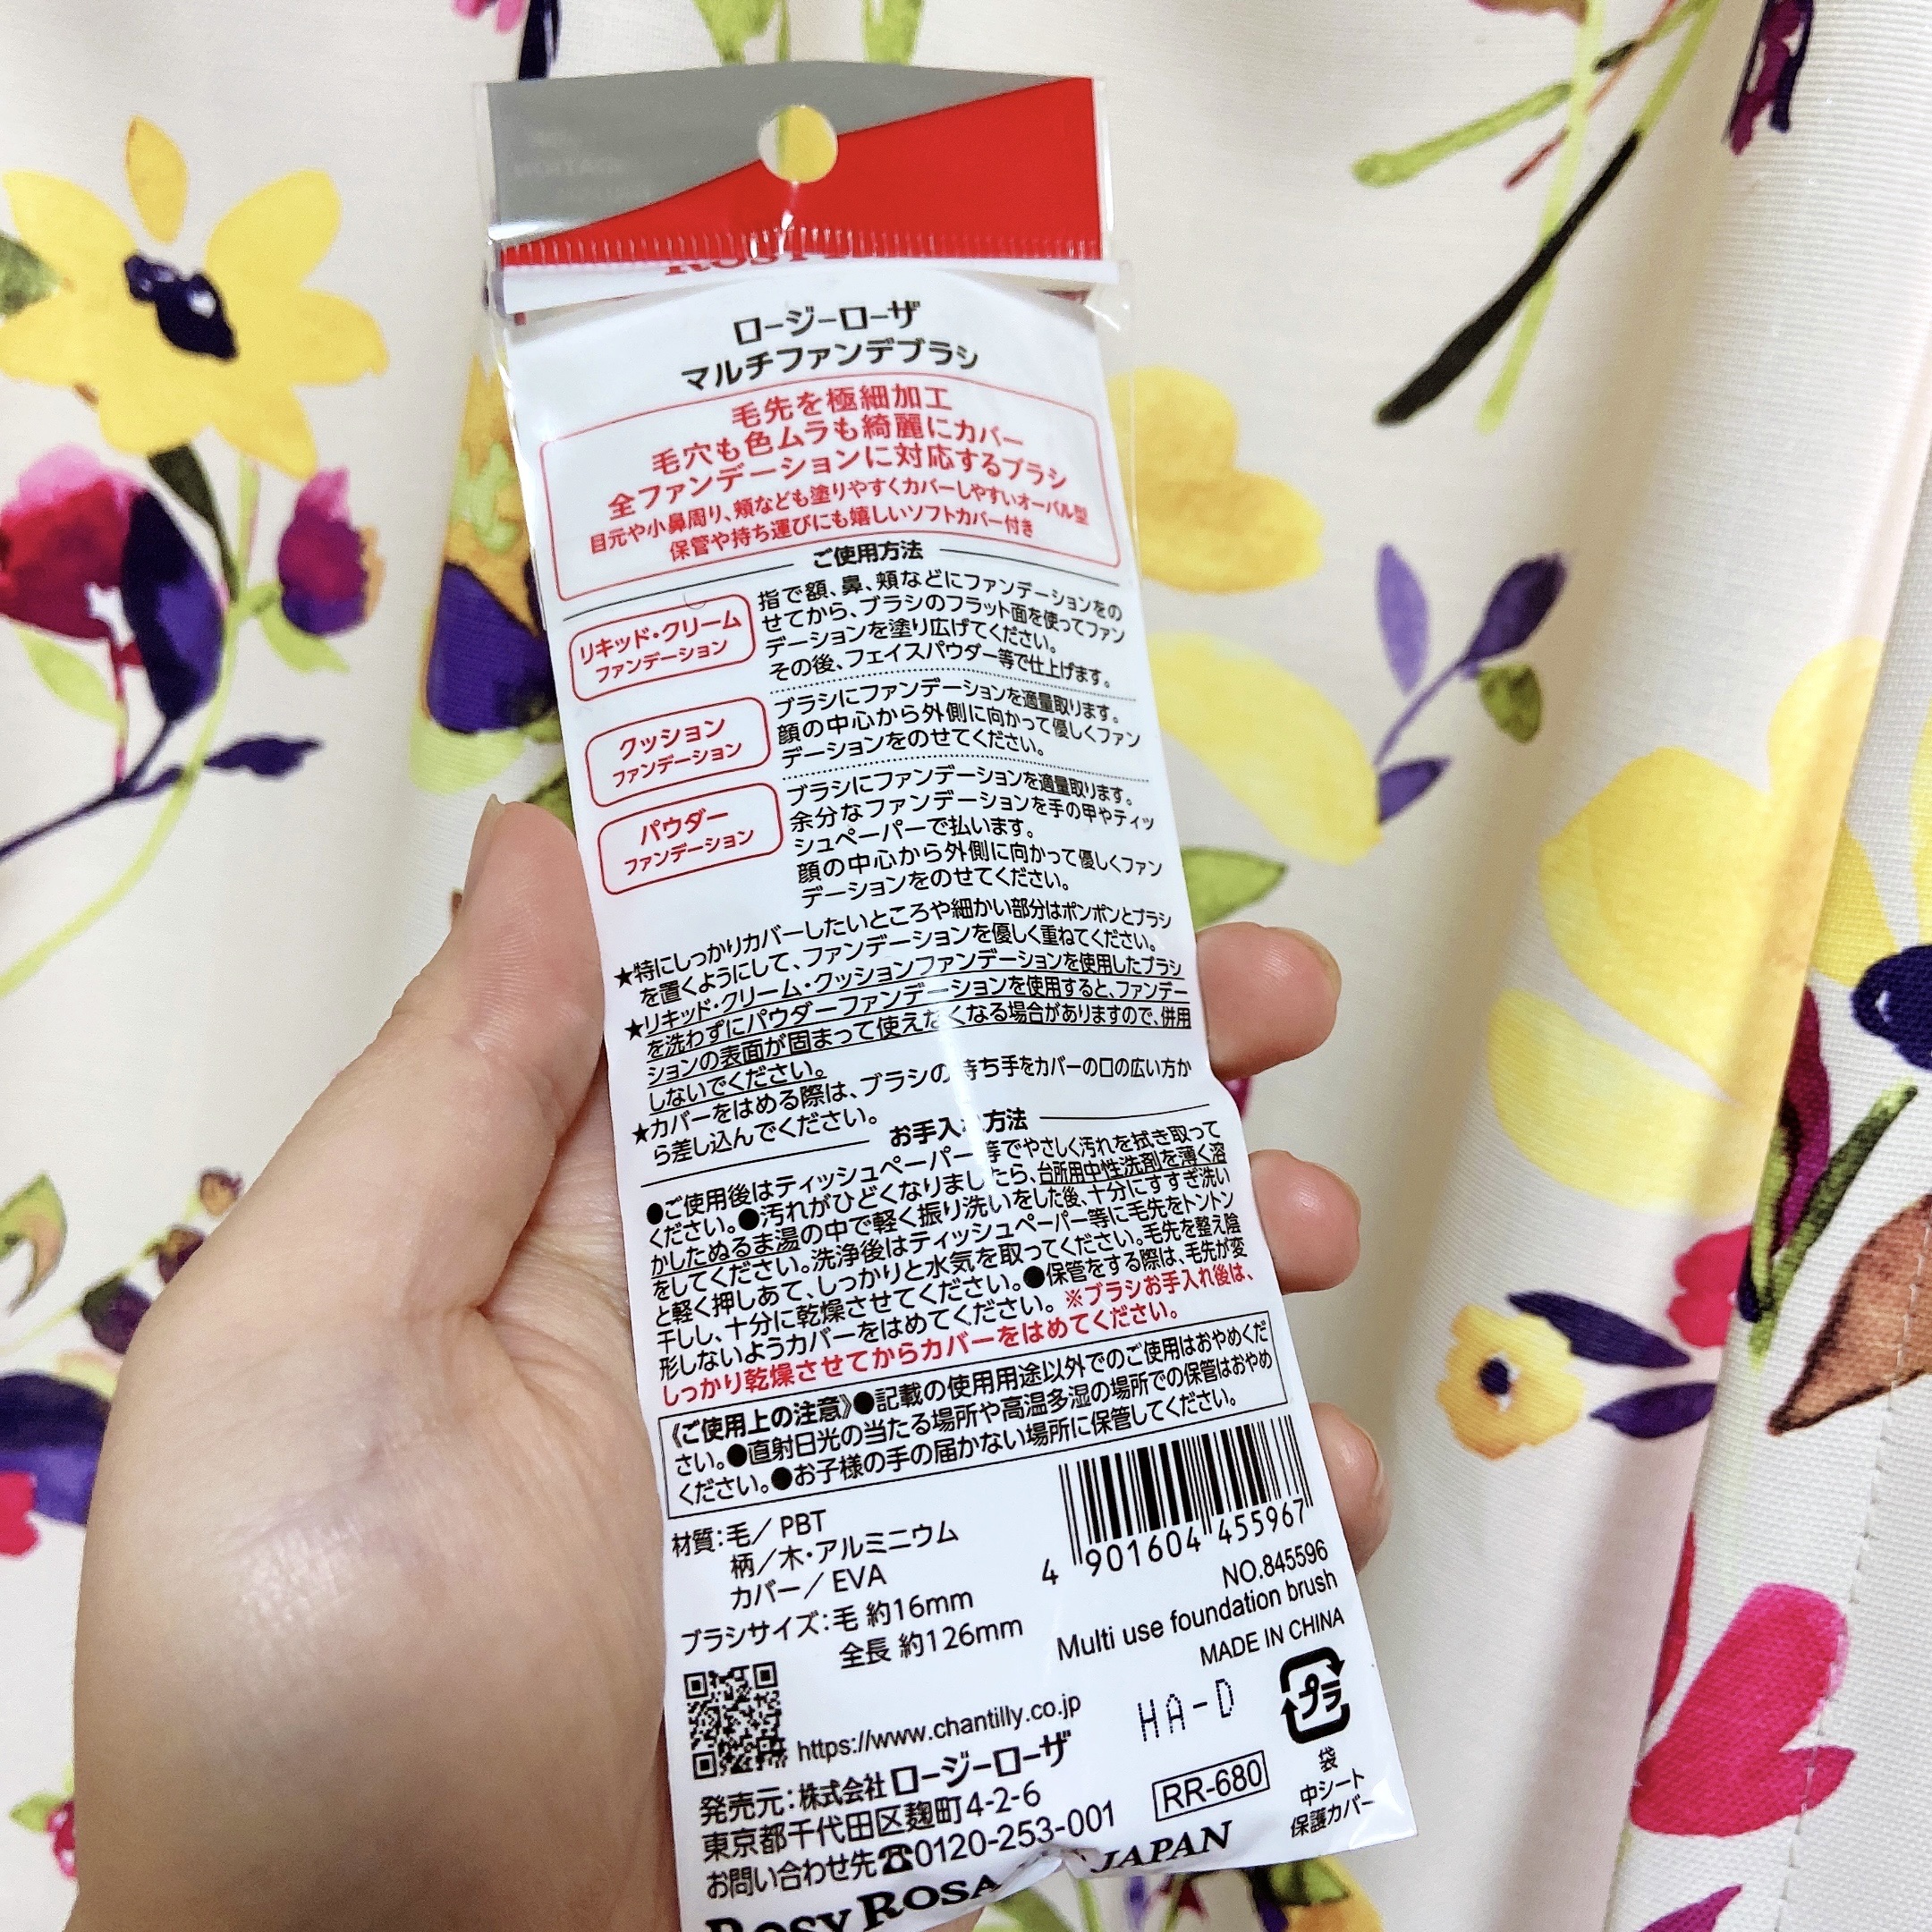 ロージーローザ
マルチファンデブラシ
毛先を極細加工
毛穴も色ムラも綺麗にカバー
全ファンデーションに対応するブラシ
目元や小鼻周り、頬なども塗りやすくカバーしやすいオーバル型
保管や持ち運びにも嬉しいソフトカバー付き
ご使用方法
リキッド・クリーム
ファンデーション
指で額、鼻、頬などにファンデーションをの
せてから、ブラシのフラット面を使ってファン
デーションを塗り広げてください。
その後、フェイスパウダー等で仕上げます。
クッション
ファンデーション
ブラシにファンデーションを適量取ります。
顔の中心から外側に向かって優しくファン
デーションをのせてください。
パウダー
ファンデーション
ブラシにファンデーションを適量取ります。
余分なファンデーションを手の甲やティッ
シュペーパーで払います。
顔の中心から外側に向かって優しくファン
デーションをのせてください。
★特にしっかりカバーしたいところや細かい部分はポンポンとブラシ
を置くようにして、ファンデーションを優しく重ねてください。
★リキッド・クリーム・クッションファンデーションを使用したブラシ
を洗わずにパウダーファンデーションを使用すると、ファンデー
ションの表面が固まって使えなくなる場合がありますので、併用
しないでください。
★カバーをはめる際は、ブラシの持ち手をカバーの口の広い方か
ら差し込んでください。
お手入れ方法
●ご使用後はティッシュペーパー等でやさしく汚れを拭き取って
ください。●汚れがひどくなりましたら、台所用中性洗剤を薄く溶
かしたぬるま湯の中で軽く振り洗いをした後、十分にすすぎ洗い
をしてください。洗浄後はティッシュペーパー等に毛先をトントン
と軽く押しあて、しっかりと水気を取ってください。毛先を整え陰
干しし、十分に乾燥させてください。●保管をする際は、毛先が変
形しないようカバーをはめてください。※ブラシお手入れ後は、
しっかり乾燥させてからカバーをはめてください。
《ご使用上の注意》●記載の使用用途以外でのご使用はおやめくだ
さい。●直射日光の当たる場所や高温多湿の場所での保管はおやめ
ください。●お子様の手の届かない場所に保管してください。
材質：毛／PBT
柄／木・アルミニウム
カバー／EVA
ブラシサイズ：毛 約16mm
全長 約126mm
4 901604 455967
NO.845596
Multi use foundation brush
MADE IN CHINA
https://www.chantilly.co.jp
HA-D
プラ
袋
中シート
保護カバー
発売元：株式会社 ロージーローザ
東京都千代田区麹町4-2-6
お問い合わせ先☎0120-253-001
RR-680
ROSY ROSA JAPAN